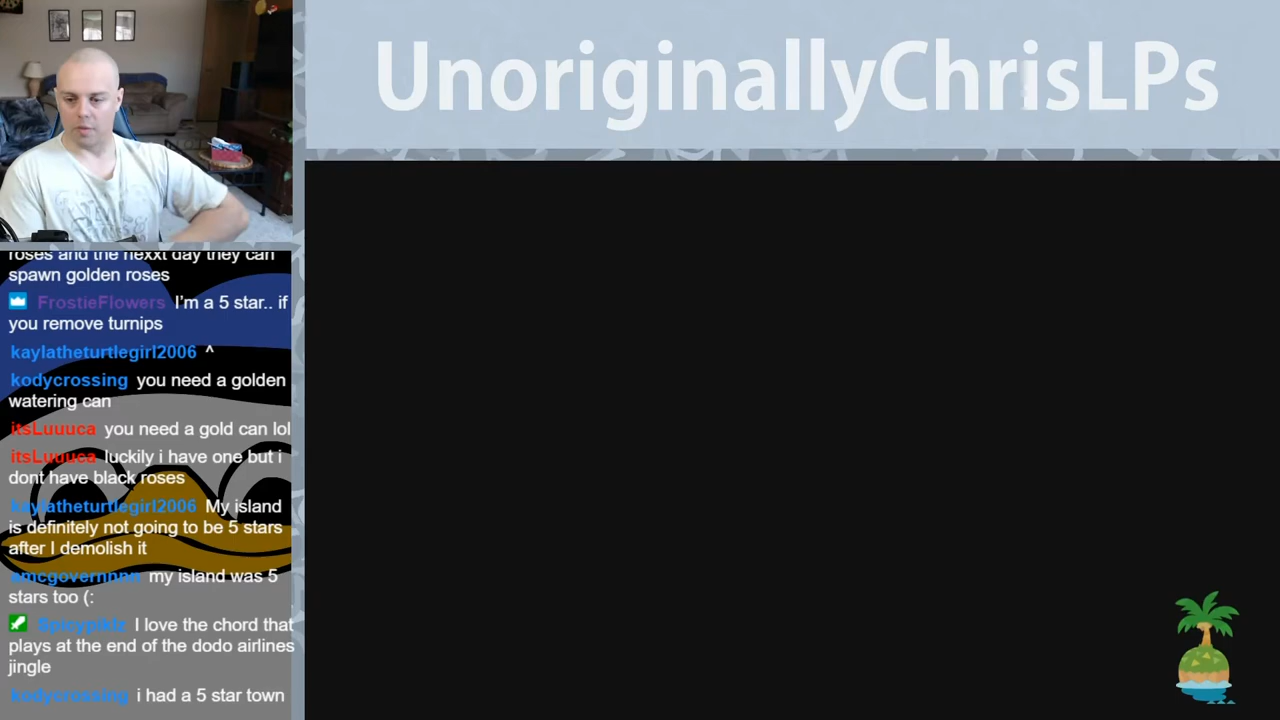 UnoriginallyChrisLPs
roses and the nexxt day they can
spawn golden roses
FrostieFlowers I'm a 5 star.. if
you remove turnips
kaylatheturtlegirl2006 ^
kodycrossing you need a golden
watering can
itsLuuuca you need a gold can lol
itsLuuuca luckily i have one but i
dont have black roses
kaylatheturtlegirl2006 My island
is definitely not going to be 5 stars
after I demolish it
amcgovernnnn my island was 5
stars too (:
Spicypiklz I love the chord that
plays at the end of the dodo airlines
jingle
kodycrossing i had a 5 star town